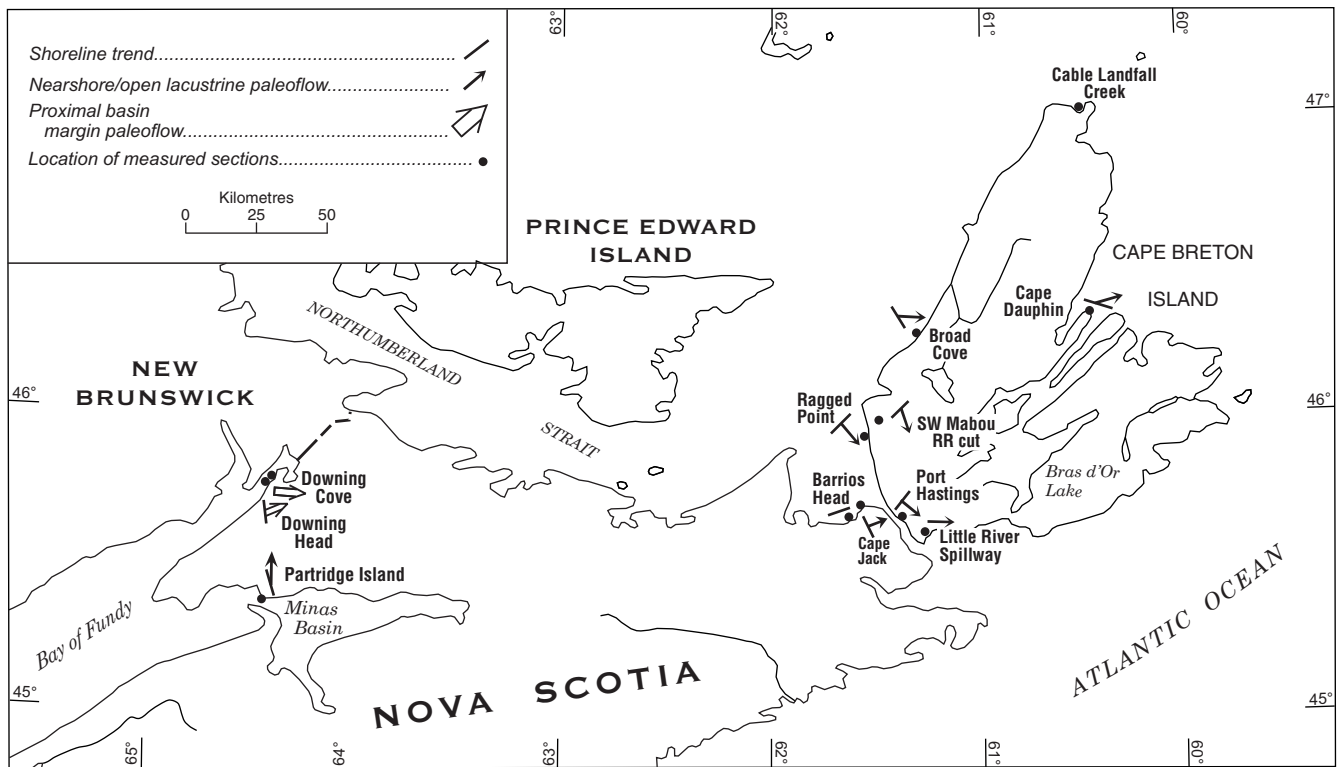 63°
62°
61°
60°
Shoreline trend
Nearshore/open lacustrine paleoflow
Proximal basin
margin paleoflow
Location of measured sections
Kilometres
0 25 50
Cable Landfall
Creek
47°
47°
PRINCE EDWARD
ISLAND
CAPE BRETON
ISLAND
Cape
Dauphin
NORTHUMBERLAND
STRAIT
Broad
Cove
NEW
BRUNSWICK
46°
46°
Ragged
Point
SW Mabou
RR cut
Downing
Cove
Downing
Head
Barrios
Head
Port
Hastings
Bras d'Or
Lake
Cape
Jack
Little River
Spillway
Partridge Island
Minas
Basin
Bay of Fundy
ATLANTIC OCEAN
NOVA SCOTIA
45°
45°
65°
64°
63°
62°
61°
60°